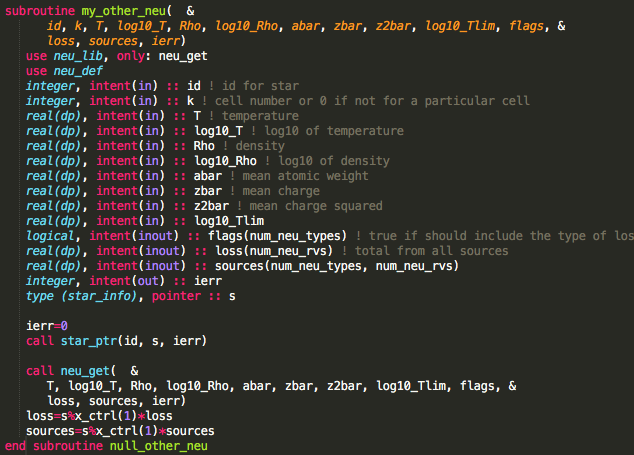 subroutine my_other_neu(  &
      id, k, T, log10_T, Rho, log10_Rho, abar, zbar, z2bar, log10_Tlim, flags, &
      loss, sources, ierr)
   use neu_lib, only: neu_get
   use neu_def
   integer, intent(in) :: id ! id for star
   integer, intent(in) :: k ! cell number or 0 if not for a particular cell
   real(dp), intent(in) :: T ! temperature
   real(dp), intent(in) :: log10_T ! log10 of temperature
   real(dp), intent(in) :: Rho ! density
   real(dp), intent(in) :: log10_Rho ! log10 of density
   real(dp), intent(in) :: abar ! mean atomic weight
   real(dp), intent(in) :: zbar ! mean charge
   real(dp), intent(in) :: z2bar ! mean charge squared
   real(dp), intent(in) :: log10_Tlim
   logical, intent(inout) :: flags(num_neu_types) ! true if should include the type of los
   real(dp), intent(inout) :: loss(num_neu_rvs) ! total from all sources
   real(dp), intent(inout) :: sources(num_neu_types, num_neu_rvs)
   integer, intent(out) :: ierr
   type (star_info), pointer :: s

   ierr=0
   call star_ptr(id, s, ierr)

   call neu_get(  &
      T, log10_T, Rho, log10_Rho, abar, zbar, z2bar, log10_Tlim, flags, &
      loss, sources, ierr)
   loss=s%x_ctrl(1)*loss
   sources=s%x_ctrl(1)*sources
end subroutine null_other_neu